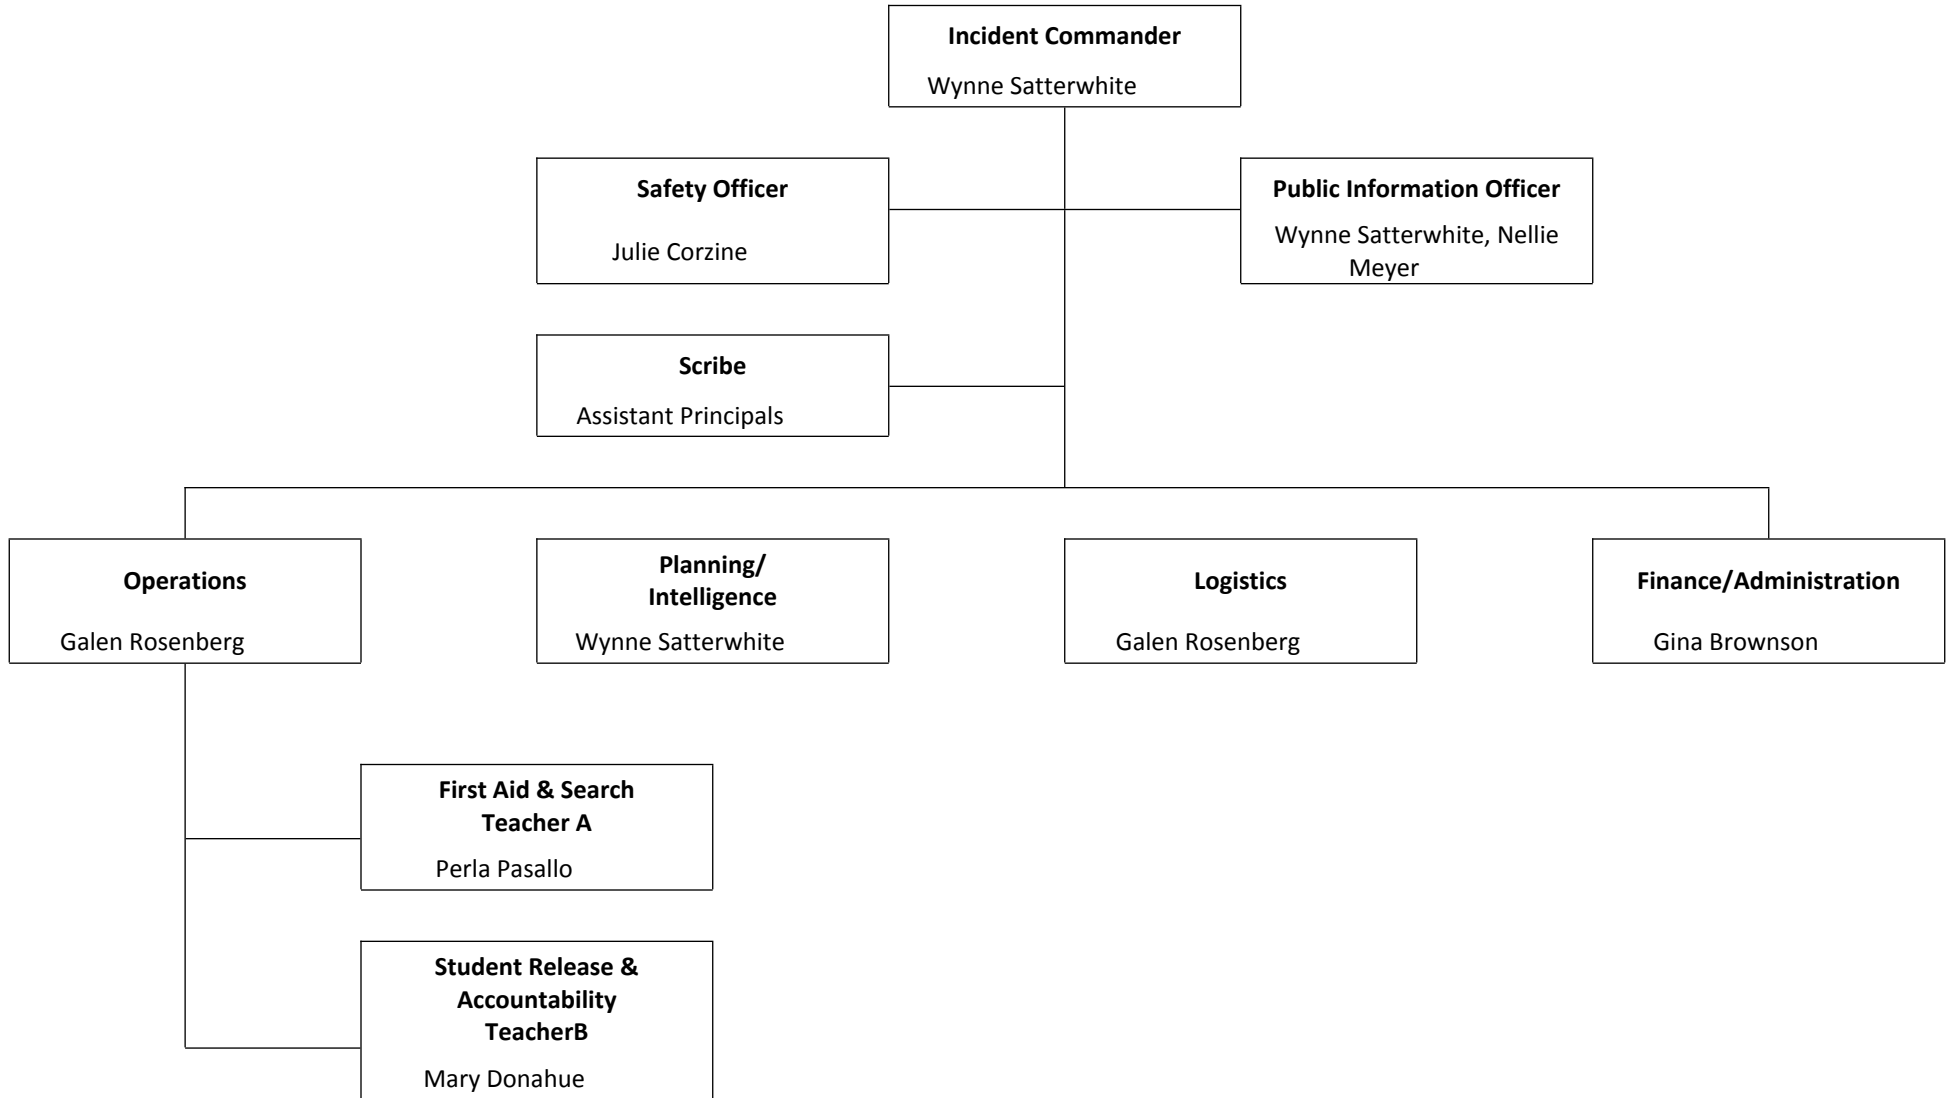 Incident Commander
Wynne Satterwhite
Safety Officer
Julie Corzine
Public Information Officer
Wynne Satterwhite, Nellie
Meyer
Scribe
Assistant Principals
Operations
Galen Rosenberg
Planning/
Intelligence
Wynne Satterwhite
Logistics
Galen Rosenberg
Finance/Administration
Gina Brownson
First Aid & Search
Teacher A
Perla Pasallo
Student Release &
Accountability
TeacherB
Mary Donahue